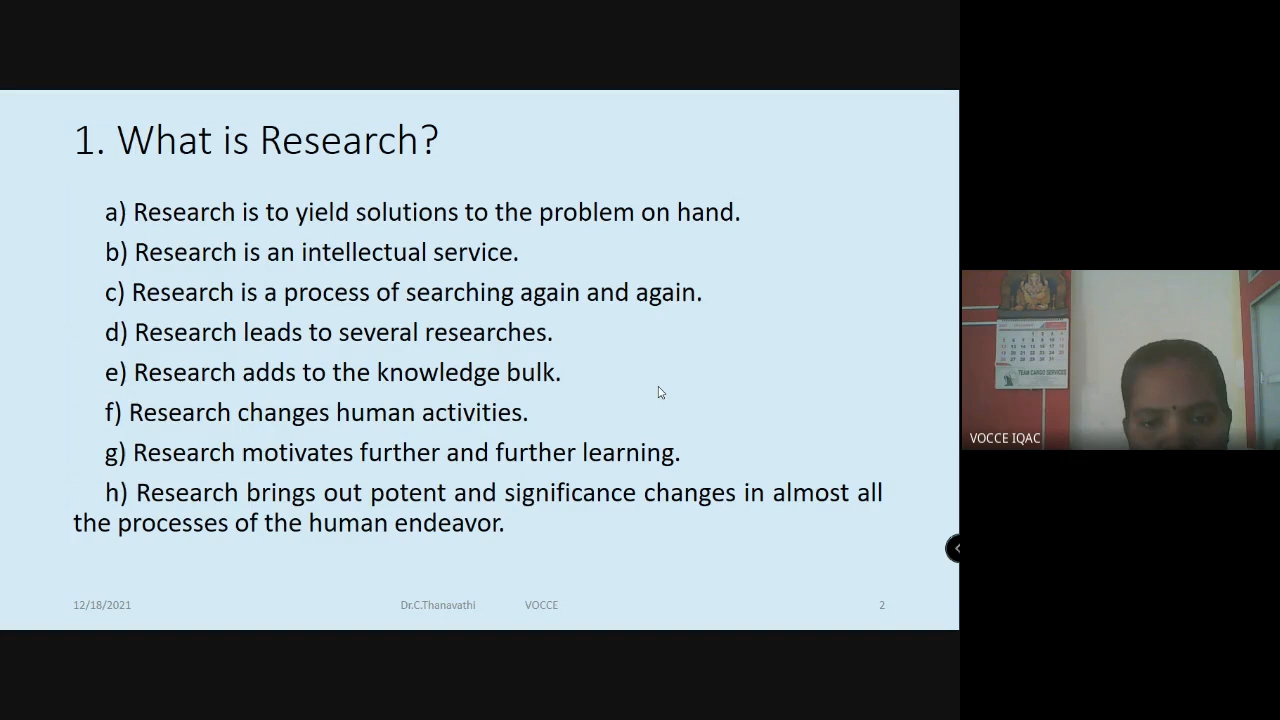 1. What is Research?
a) Research is to yield solutions to the problem on hand.
b) Research is an intellectual service.
c) Research is a process of searching again and again.
d) Research leads to several researches.
e) Research adds to the knowledge bulk.
f) Research changes human activities.
g) Research motivates further and further learning.
h) Research brings out potent and significance changes in almost all
the processes of the human endeavor.
12/18/2021 Dr.C.Thanavathi VOCCE 2
TEAM CARGO SERVICES
VOCCE IQAC